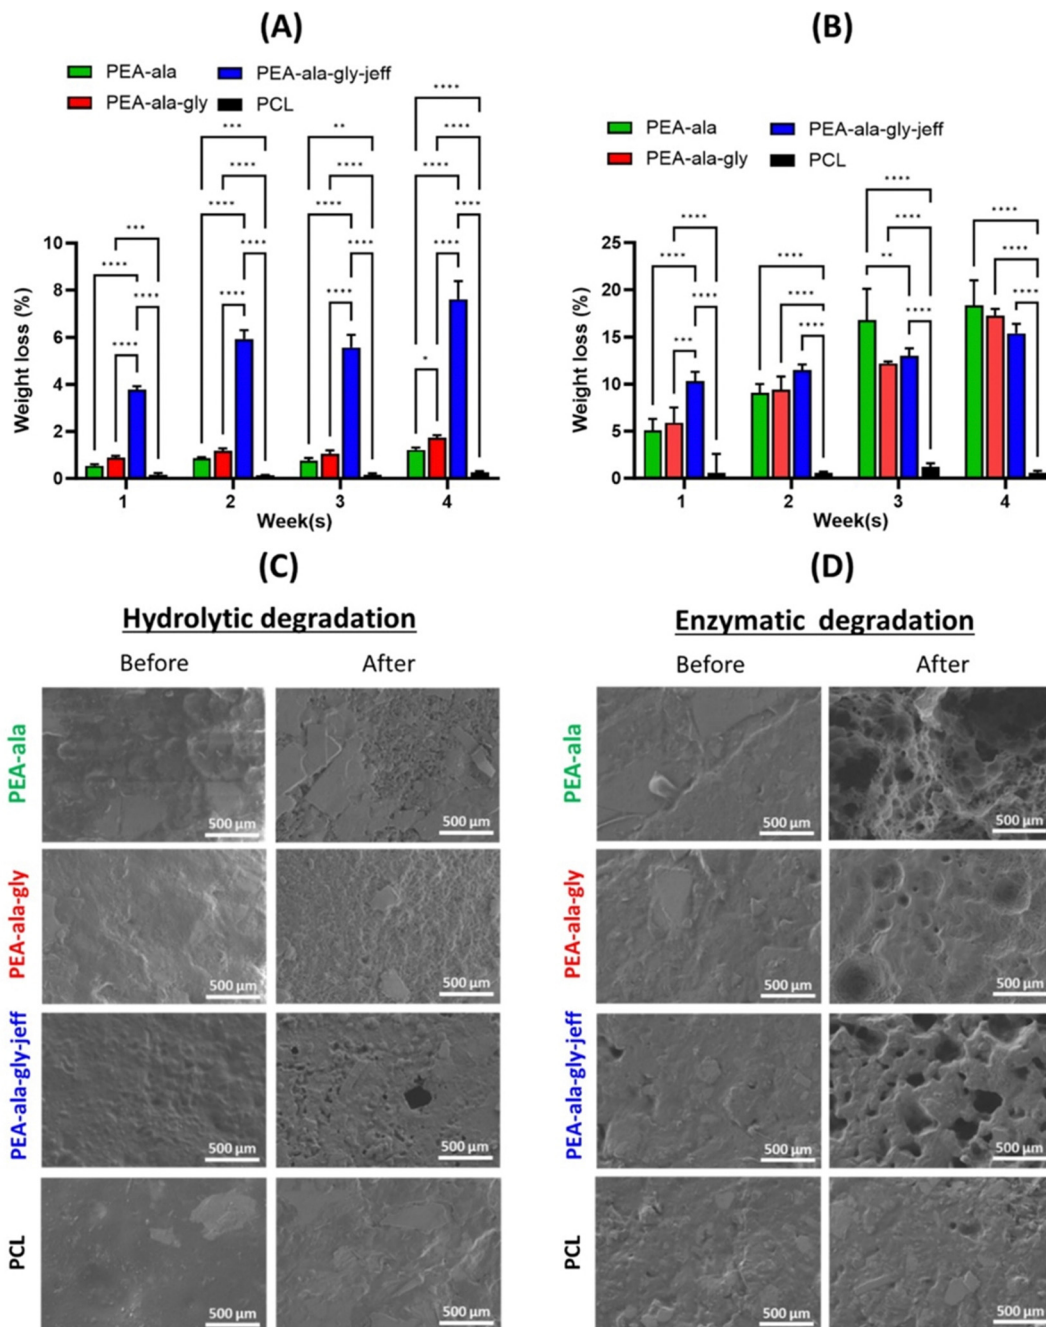 (A)
PEA-ala
PEA-ala-gly-jeff
PEA-ala-gly
PCL
****
*** ** ****
**** **** ****
*** **** **** ****
**** **** **** **** ****
**** **** **** *
Weight loss (%)
10
8
6
4
2
0
1 2 3 4
Week(s)
(B)
PEA-ala
PEA-ala-gly-jeff
PEA-ala-gly
PCL
****
**** ****
**** **** ** ****
**** **** **** ****
*** ****
Weight loss (%)
25
20
15
10
5
0
1 2 3 4
Week(s)
(C)
Hydrolytic degradation
Before After
PEA-ala
500 µm 500 µm
PEA-ala-gly
500 µm 500 µm
PEA-ala-gly-jeff
500 µm 500 µm
PCL
500 µm 500 µm
(D)
Enzymatic degradation
Before After
PEA-ala
500 µm 500 µm
PEA-ala-gly
500 µm 500 µm
PEA-ala-gly-jeff
500 µm 500 µm
PCL
500 µm 500 µm